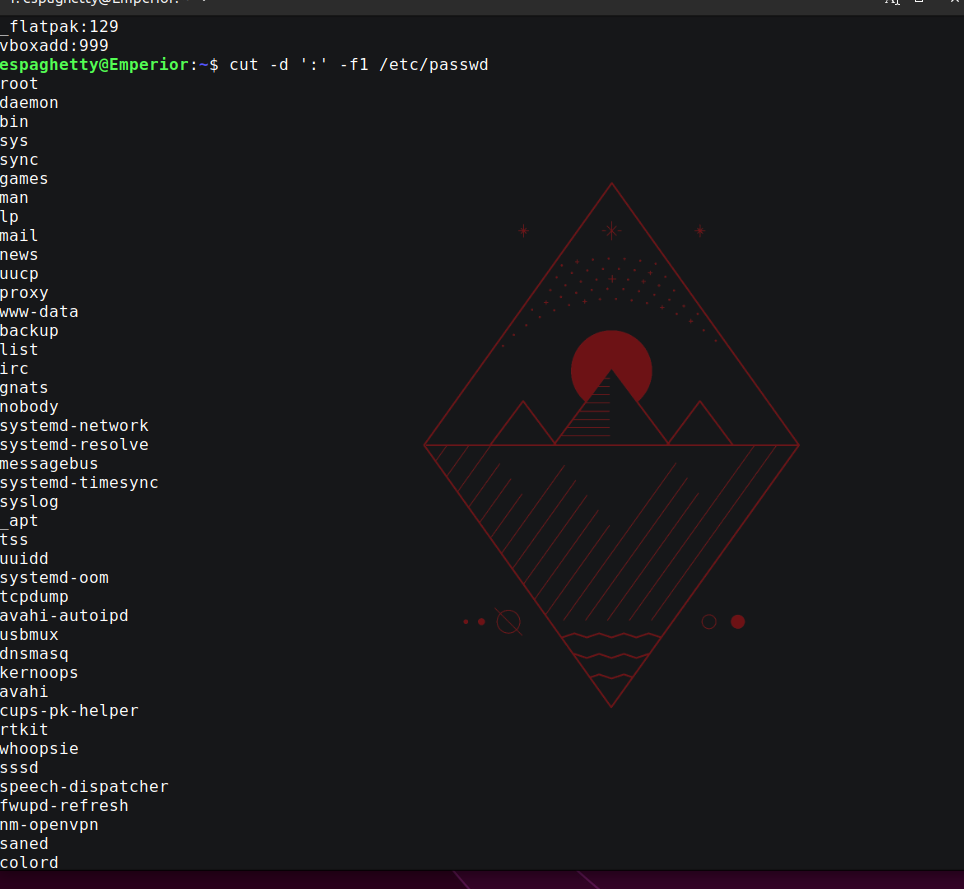 _flatpak:129
vboxadd:999
espaghetty@Emperior:~$ cut -d ':' -f1 /etc/passwd
root
daemon
bin
sys
sync
games
man
lp
mail
news
uucp
proxy
www-data
backup
list
irc
gnats
nobody
systemd-network
systemd-resolve
messagebus
systemd-timesync
syslog
_apt
tss
uuidd
systemd-oom
tcpdump
avahi-autoipd
usbmux
dnsmasq
kernoops
avahi
cups-pk-helper
rtkit
whoopsie
sssd
speech-dispatcher
fwupd-refresh
nm-openvpn
saned
colord